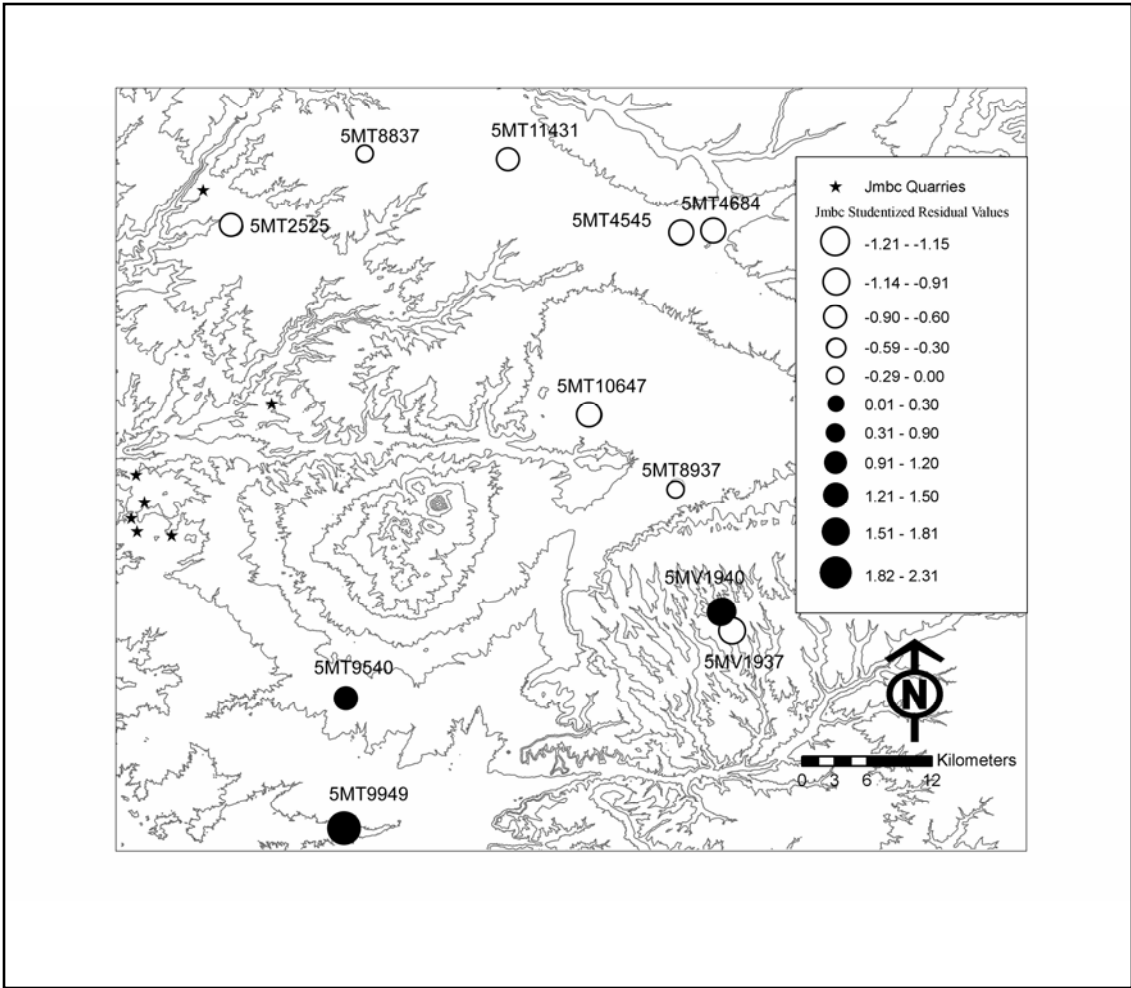 5MT8837
5MT11431
5MT2525
5MT4545
5MT4684
5MT10647
5MT8937
5MV1940
5MV1937
5MT9540
5MT9949
Jmbc Quarries
Jmbc Studentized Residual Values
-1.21 - -1.15
-1.14 - -0.91
-0.90 - -0.60
-0.59 - -0.30
-0.29 - 0.00
0.01 - 0.30
0.31 - 0.90
0.91 - 1.20
1.21 - 1.50
1.51 - 1.81
1.82 - 2.31
N
Kilometers
0 3 6 12